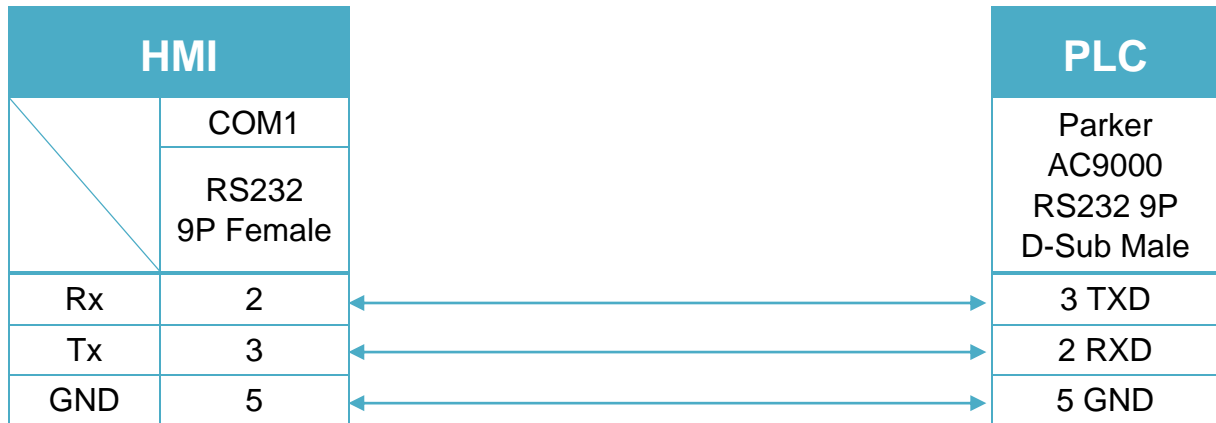 HMI
PLC
COM1
RS232
9P Female
Parker
AC9000
RS232 9P
D-Sub Male
Rx 2 3 TXD
Tx 3 2 RXD
GND 5 5 GND